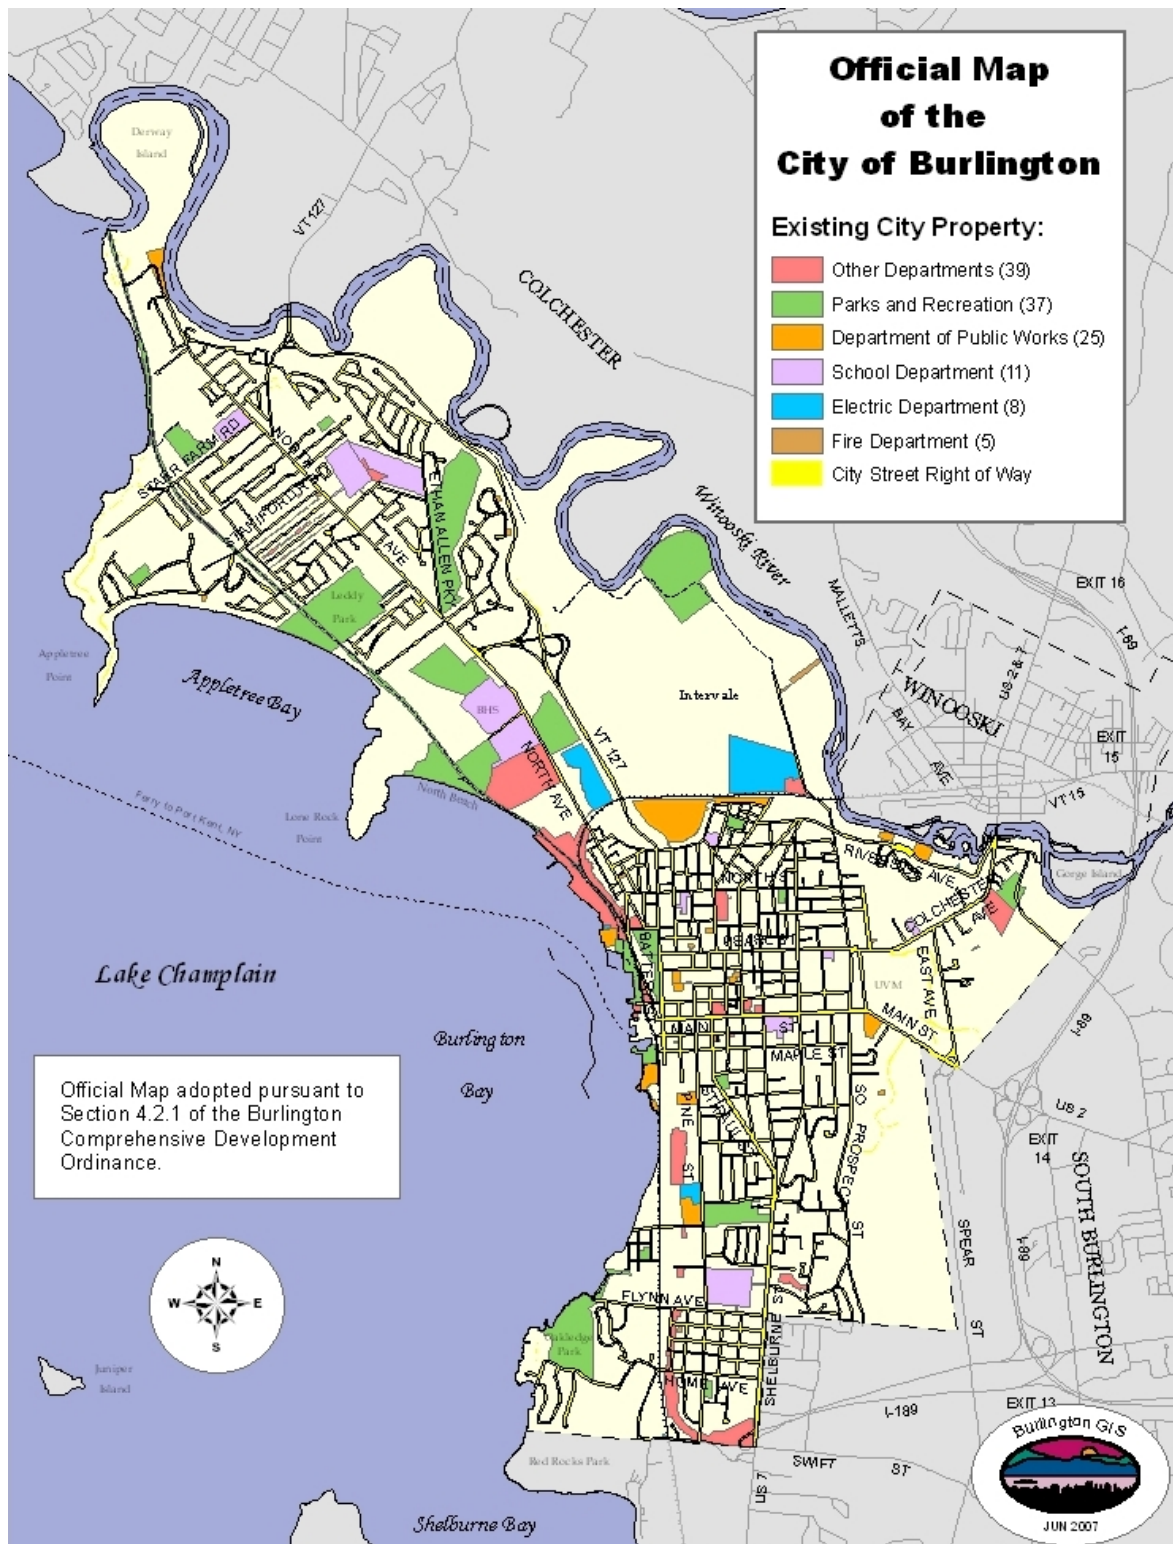 Official Map
of the
City of Burlington
Existing City Property:
Other Departments (39)
Parks and Recreation (37)
Department of Public Works (25)
School Department (11)
Electric Department (8)
Fire Department (5)
City Street Right of Way
Derway
Island
VT 127
COLCHESTER
STARR FARM RD
NORTH
AVE
STANIFORD
ETHAN ALLEN PKY
Winooski River
Leddy
Park
Appletree
Point
Appletree Bay
MALLETTS
BAY
AVE
EXIT 16
I-89
US 2 & 7
WINOOSKI
EXIT
15
VT 15
Intervale
BHS
VT 127
NORTH AVE
North Beach
Lone Rock
Point
Ferry to Port Kent, NY
RIVERSIDE AVE
Gorge Island
COLCHESTER
AVE
NORTH ST
PEARL ST
BATTERY ST
EAST AVE
UVM
MAIN ST
MAIN
ST
MAPLE ST
Lake Champlain
Burlington
Bay
Official Map adopted pursuant to
Section 4.2.1 of the Burlington
Comprehensive Development
Ordinance.
I-89
US 2
EXIT
14
PINE
ST
ST PAUL
SO PROSPECT
ST
SPEAR
ST
I-89
SOUTH BURLINGTON
N
W
E
S
FLYNN AVE
SHELBURNE ST
Oakledge
Park
HOME AVE
Juniper
Island
I-189
EXIT 13
SWIFT
ST
US 7
Red Rocks Park
Shelburne Bay
Burlington GIS
JUN 2007